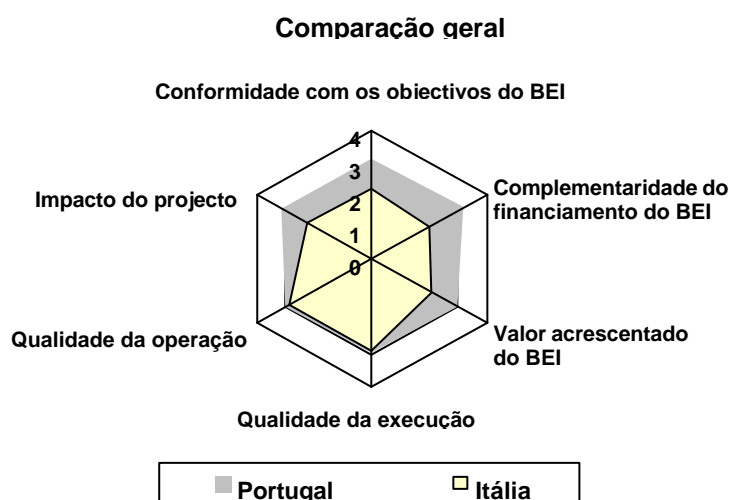 Comparação geral
Conformidade com os obiectivos do BEI
4
3
2
1
0
Complementaridade do
financiamento do BEI
Impacto do projecto
Qualidade da operação
Valor acrescentado
do BEI
Qualidade da execução
Portugal
Itália